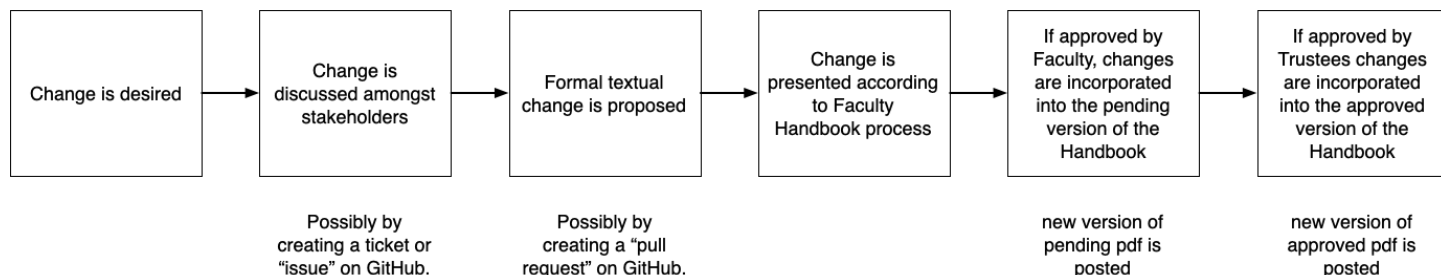 Change is desired
Change is
discussed amongst
stakeholders
Formal textual
change is proposed
Change is
presented according
to Faculty
Handbook process
If approved by
Faculty, changes
are incorporated
into the pending
version of the
Handbook
If approved by
Trustees changes
are incorporated
into the approved
version of the
Handbook
Possibly by
creating a ticket or
“issue” on GitHub.
Possibly by
creating a “pull
request” on GitHub.
new version of
pending pdf is
posted
new version of
approved pdf is
posted